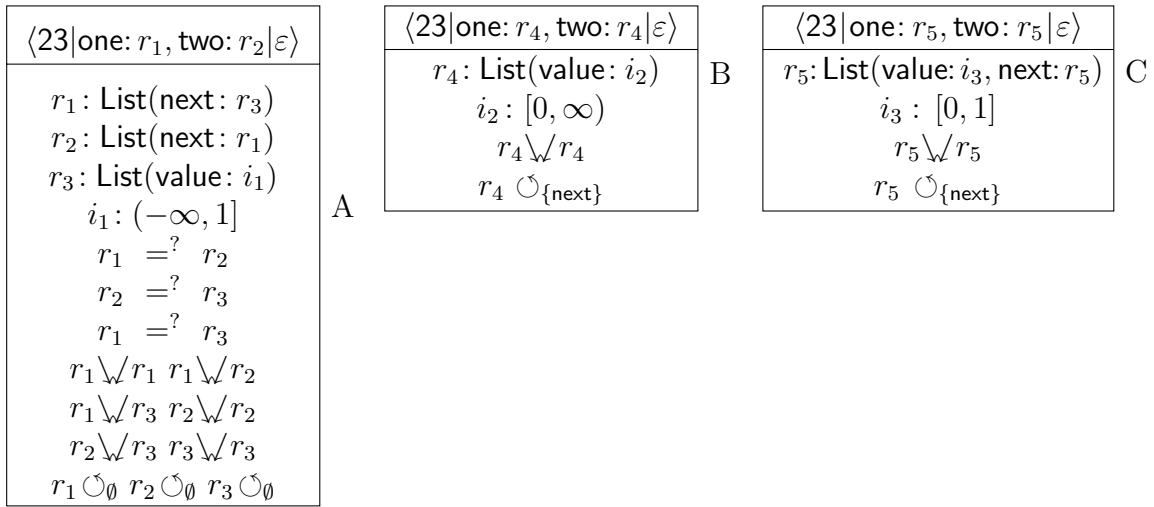 ⟨23|one: r₁, two: r₂|ε⟩
r₁: List(next: r₃)
r₂: List(next: r₁)
r₃: List(value: i₁)
i₁: (−∞, 1]
r₁ =? r₂
r₂ =? r₃
r₁ =? r₃
r₁⩔r₁ r₁⩔r₂
r₁⩔r₃ r₂⩔r₂
r₂⩔r₃ r₃⩔r₃
r₁↺∅ r₂↺∅ r₃↺∅
A
⟨23|one: r₄, two: r₄|ε⟩
r₄: List(value: i₂)
i₂: [0, ∞)
r₄⩔r₄
r₄ ↺{next}
B
⟨23|one: r₅, two: r₅|ε⟩
r₅: List(value: i₃, next: r₅)
i₃: [0, 1]
r₅⩔r₅
r₅ ↺{next}
C